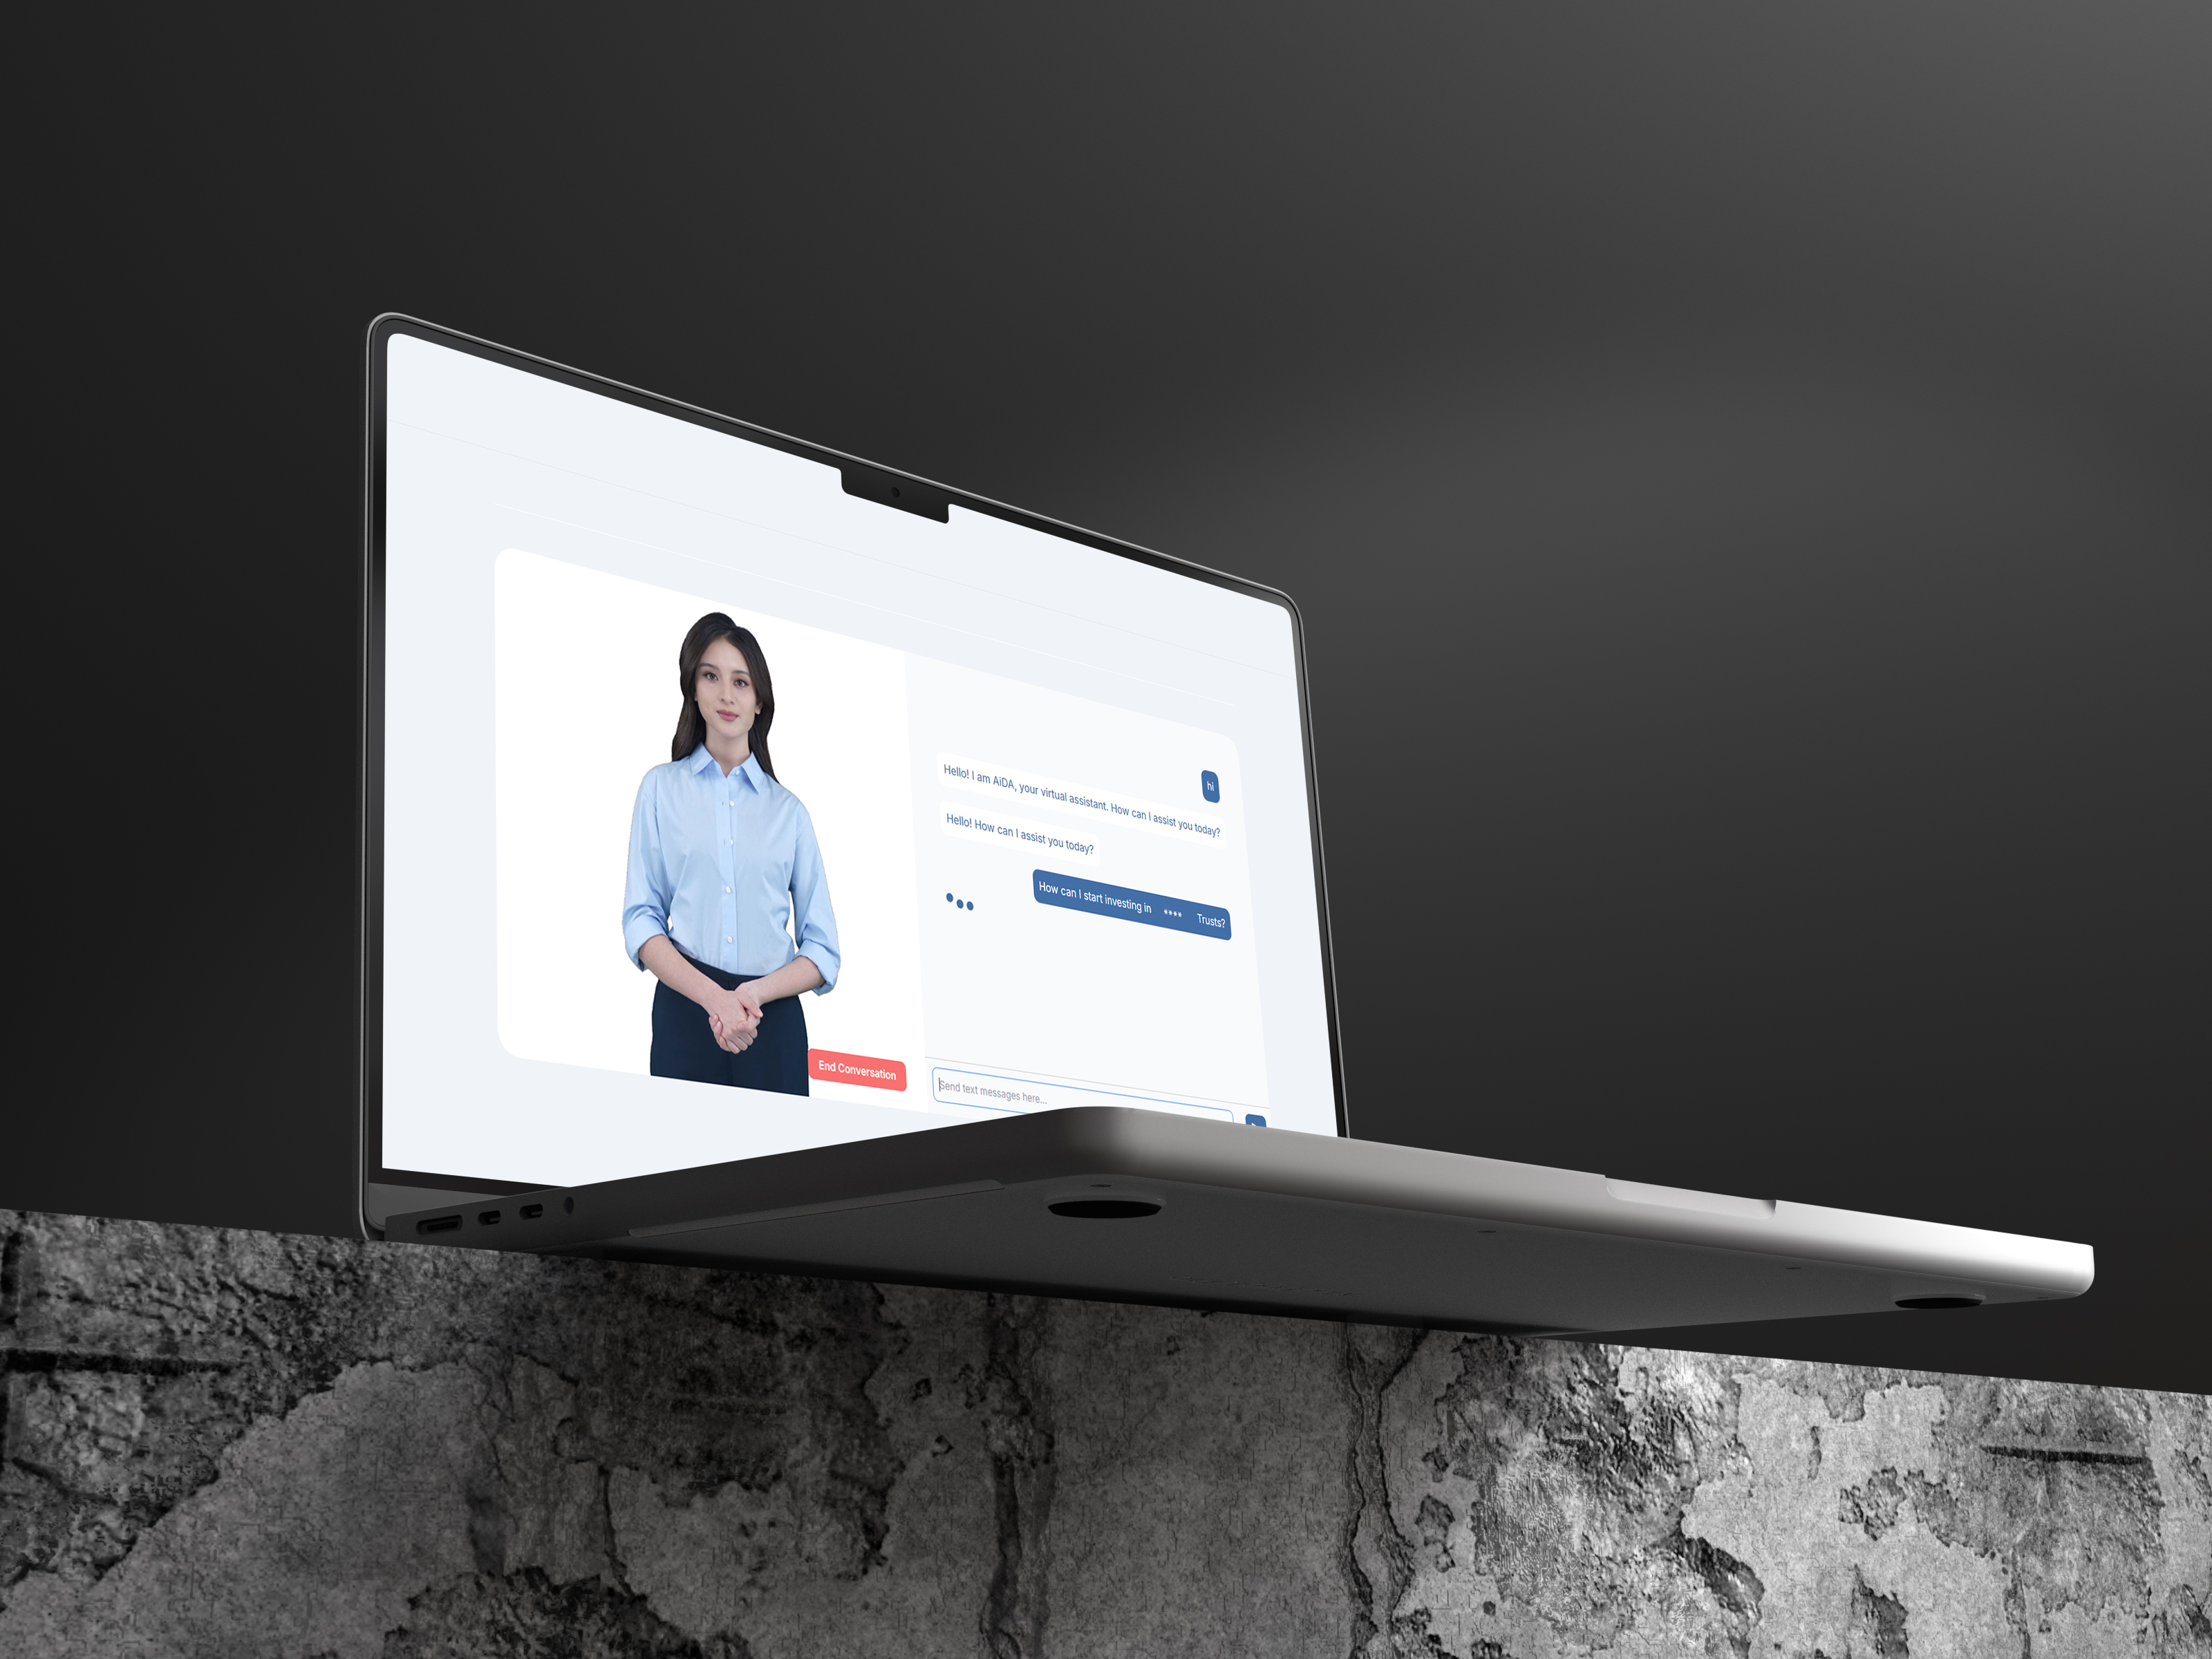 hi
Hello! I am AiDA, your virtual assistant. How can I assist you today?
Hello! How can I assist you today?
How can I start investing in **** Trusts?
End Conversation
Send text messages here...